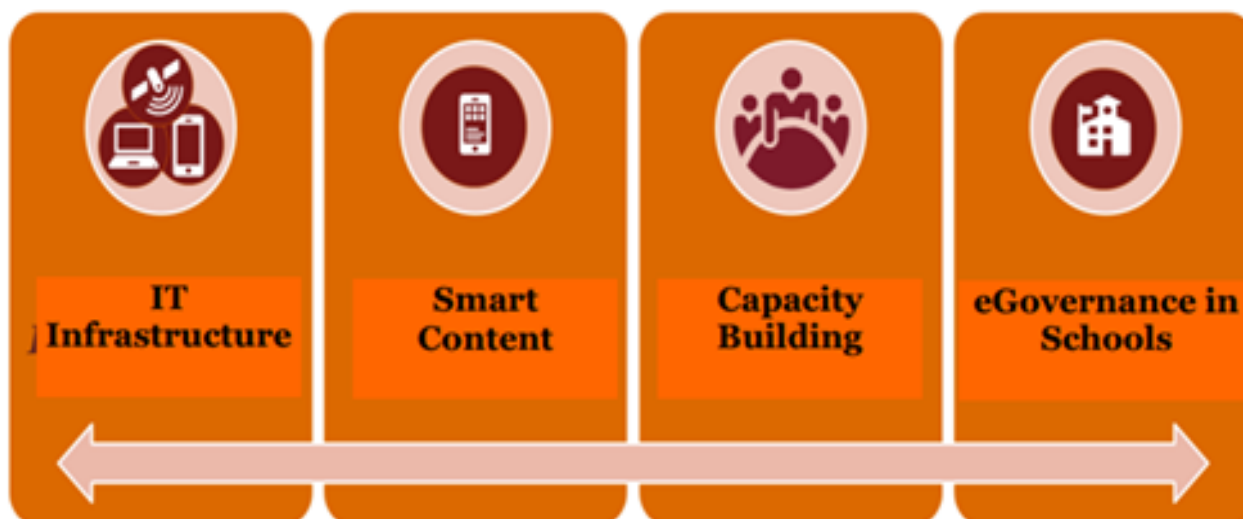 IT
Infrastructure
Smart
Content
Capacity
Building
eGovernance in
Schools